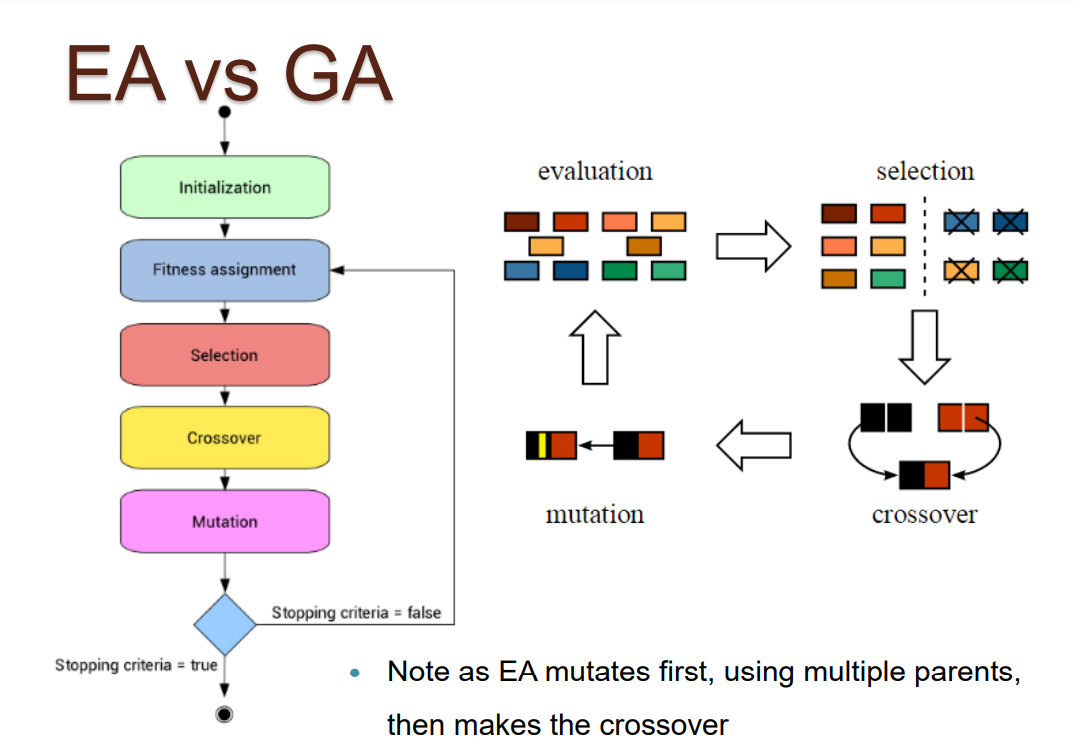 EA vs GA
Initialization
Fitness assignment
Selection
Crossover
Mutation
Stopping criteria = false
Stopping criteria = true
evaluation
selection
mutation
crossover
• Note as EA mutates first, using multiple parents,
then makes the crossover